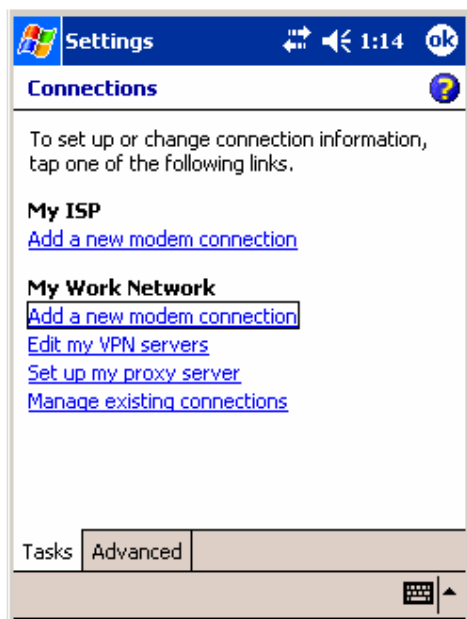 Settings 1:14 ok
Connections ?
To set up or change connection information,
tap one of the following links.
My ISP
Add a new modem connection
My Work Network
Add a new modem connection
Edit my VPN servers
Set up my proxy server
Manage existing connections
Tasks Advanced